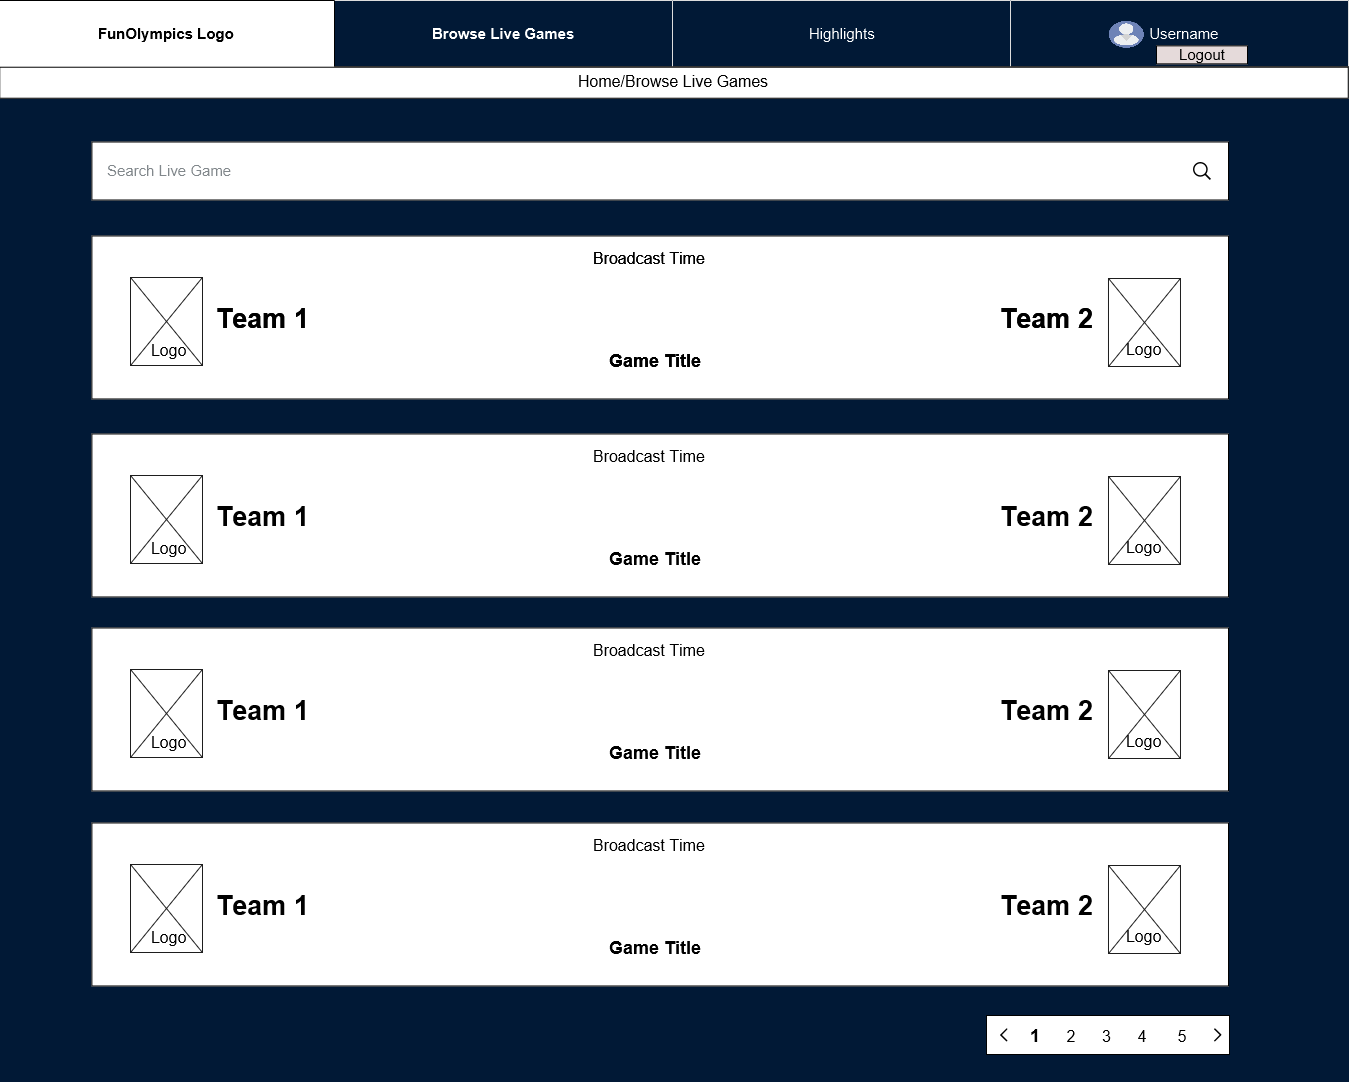 FunOlympics Logo
Browse Live Games
Highlights
Username
Logout
Home/Browse Live Games
Search Live Game
Broadcast Time
Team 1
Team 2
Logo
Logo
Game Title
Broadcast Time
Team 1
Team 2
Logo
Logo
Game Title
Broadcast Time
Team 1
Team 2
Logo
Logo
Game Title
Broadcast Time
Team 1
Team 2
Logo
Logo
Game Title
1 2 3 4 5